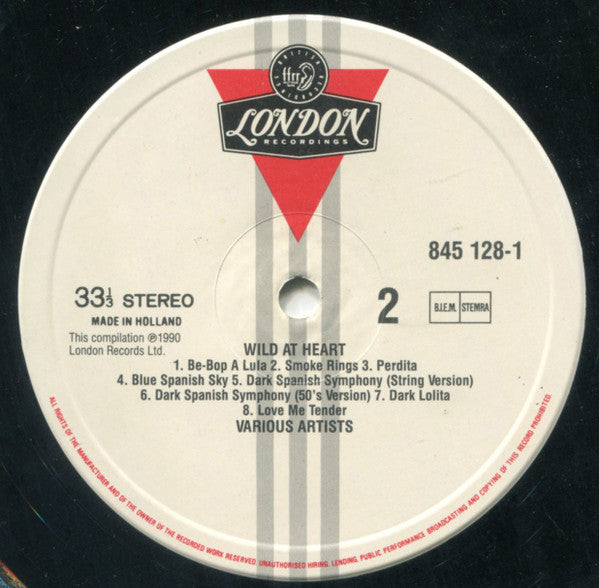 ffrr
LONDON
RECORDINGS
845 128-1
33⅓ STEREO
MADE IN HOLLAND
This compilation ℗1990
London Records Ltd.
2
B.I.E.M. STEMRA
WILD AT HEART
1. Be-Bop A Lula 2. Smoke Rings 3. Perdita
4. Blue Spanish Sky 5. Dark Spanish Symphony (String Version)
6. Dark Spanish Symphony (50's Version) 7. Dark Lolita
8. Love Me Tender
VARIOUS ARTISTS
ALL RIGHTS OF THE MANUFACTURER AND OF THE OWNER OF THE RECORDED WORK RESERVED. UNAUTHORISED HIRING, LENDING, PUBLIC PERFORMANCE BROADCASTING AND COPYING OF THIS RECORD PROHIBITED.